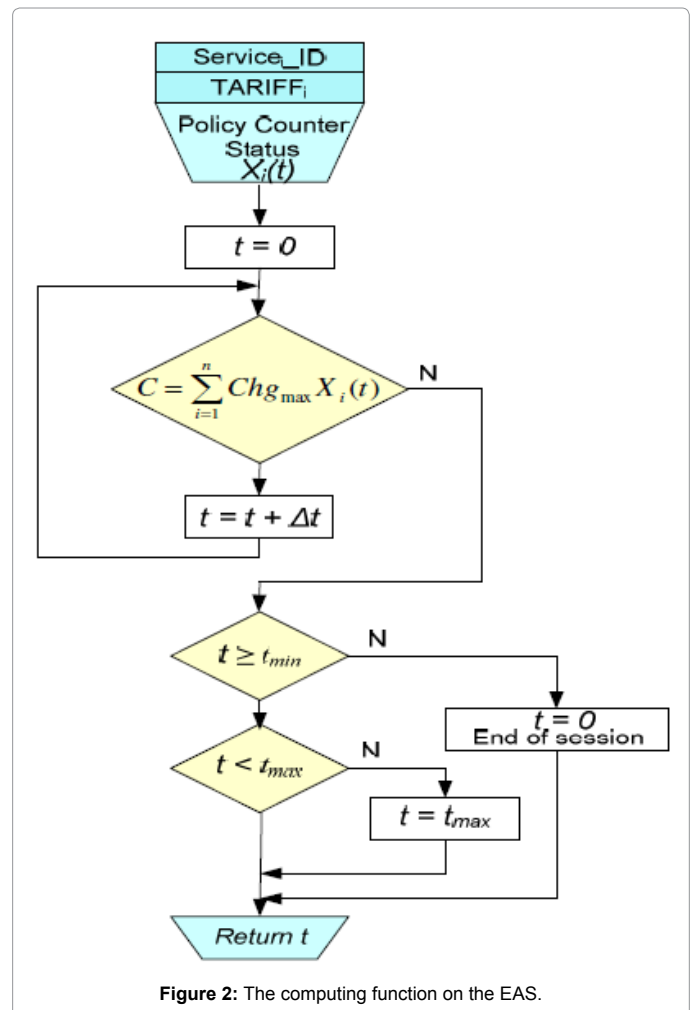 Service_ID
TARIFFᵢ
Policy Counter
Status
Xᵢ(t)
t = 0
C = ∑ⁿᵢ₌₁ Chg_max X_i(t)
N
t = t + Δt
t ≥ t_min
N
t = 0
End of session
t < t_max
N
t = t_max
Return t
Figure 2: The computing function on the EAS.